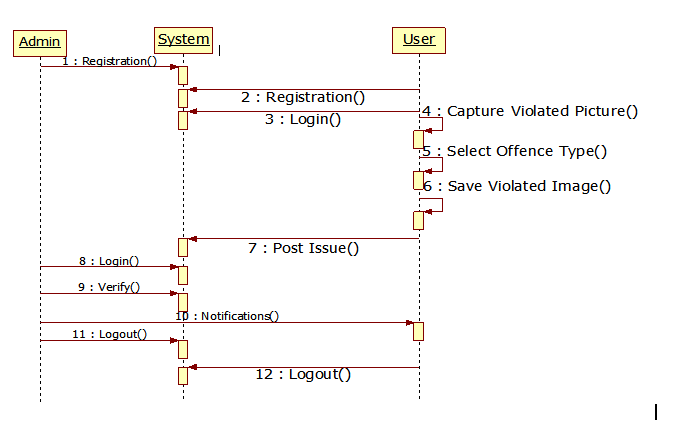 Admin
System
User
1 : Registration()
2 : Registration()
3 : Login()
4 : Capture Violated Picture()
5 : Select Offence Type()
6 : Save Violated Image()
7 : Post Issue()
8 : Login()
9 : Verify()
10 : Notifications()
11 : Logout()
12 : Logout()